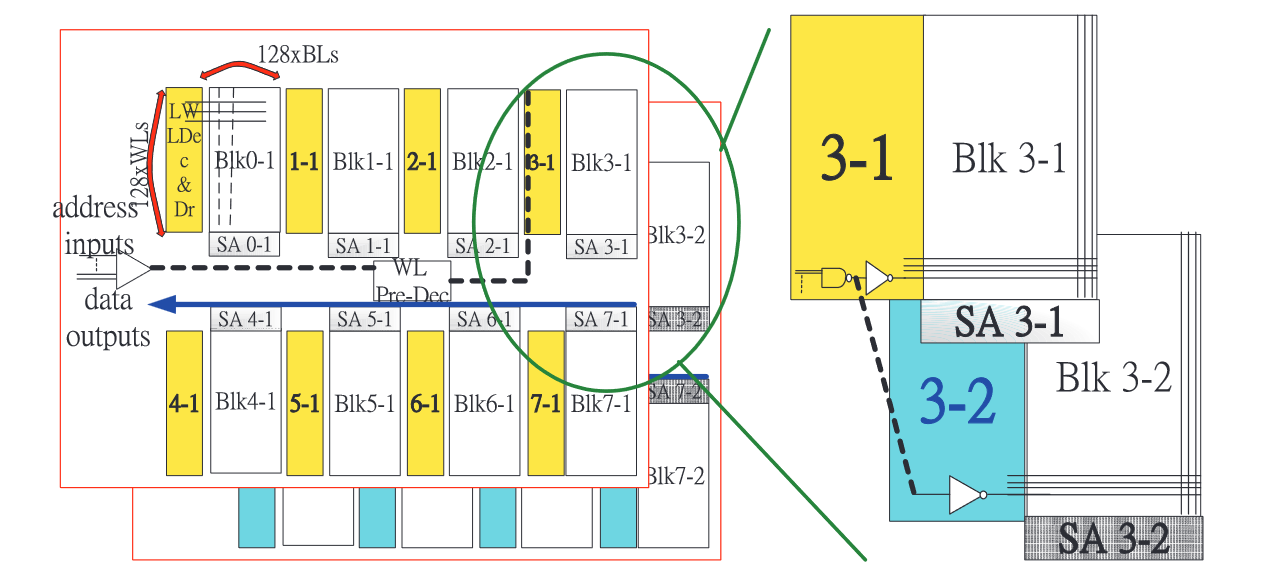 128xBLs
128xWLs
LW
LDe
c
&
Dr
Blk0-1
1-1
Blk1-1
2-1
Blk2-1
3-1
Blk3-1
SA 0-1
SA 1-1
SA 2-1
SA 3-1
address
inputs
WL
Pre-Dec
data
outputs
SA 4-1
SA 5-1
SA 6-1
SA 7-1
4-1
Blk4-1
5-1
Blk5-1
6-1
Blk6-1
7-1
Blk7-1
Blk3-2
SA 3-2
SA 7-2
Blk7-2
3-1
Blk 3-1
SA 3-1
3-2
Blk 3-2
SA 3-2